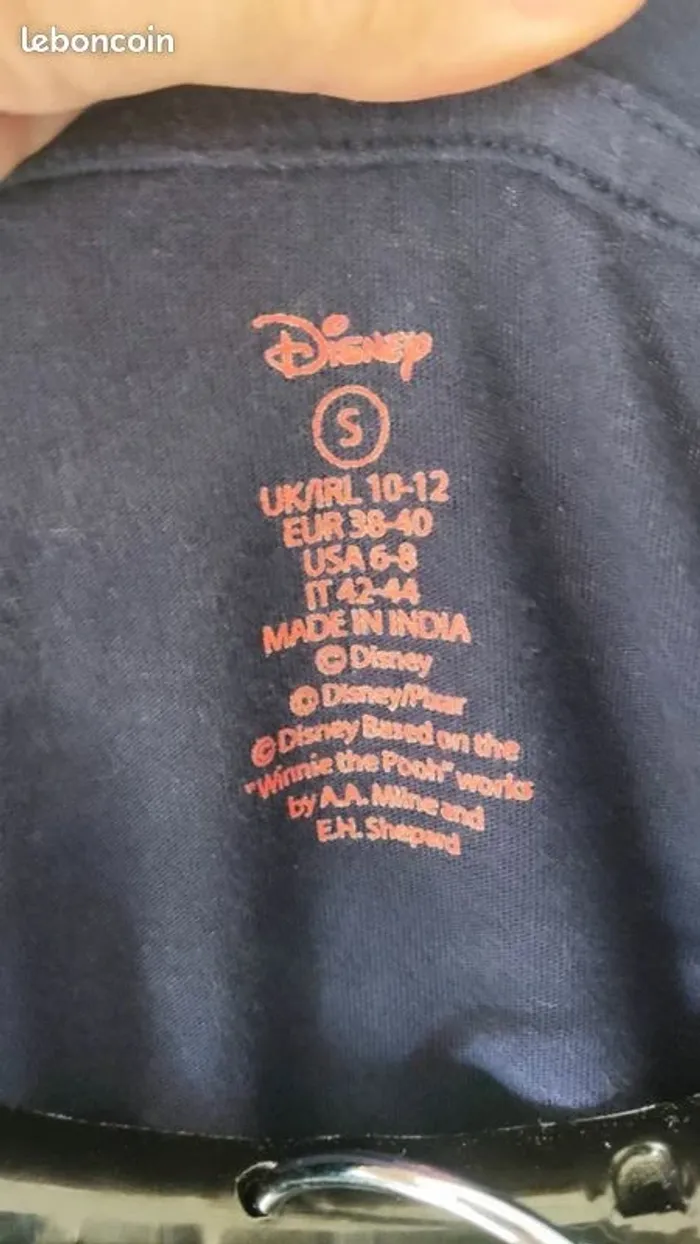 leboncoin
Disney
S
UK/IRL 10-12
EUR 38-40
USA 6-8
IT 42-44
MADE IN INDIA
© Disney
© Disney/Pixar
© Disney Based on the
"Winnie the Pooh" works
by A.A. Milne and
E.H. Shepard